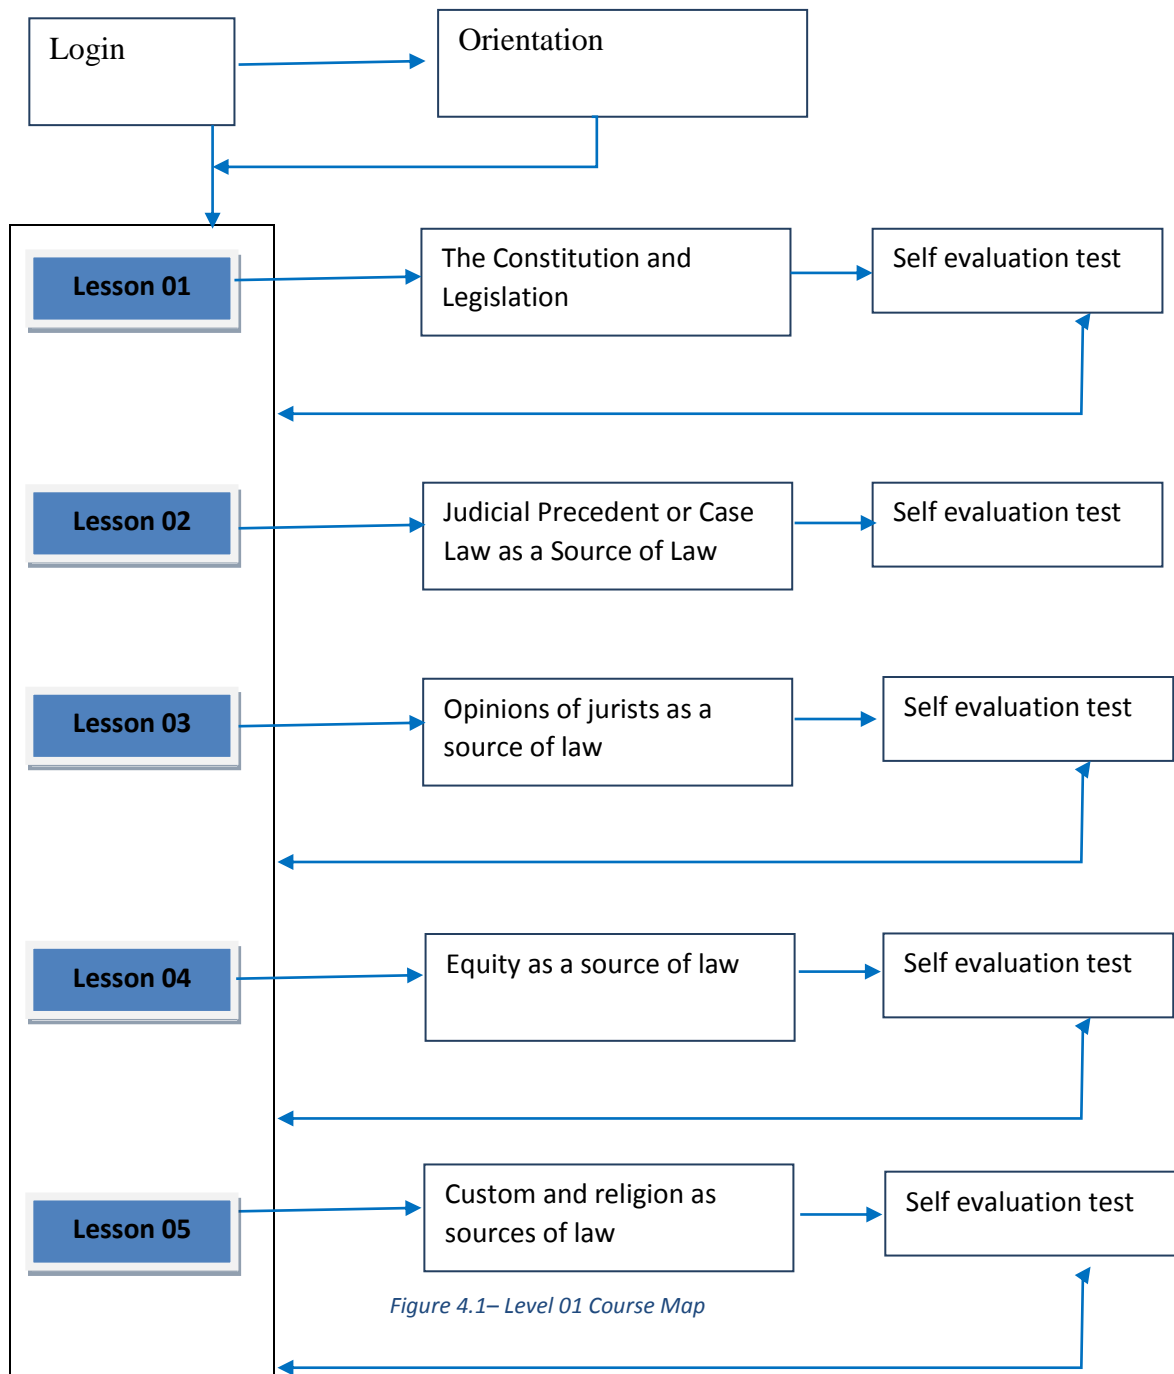 Login
Orientation
Lesson 01
The Constitution and
Legislation
Self evaluation test
Lesson 02
Judicial Precedent or Case
Law as a Source of Law
Self evaluation test
Lesson 03
Opinions of jurists as a
source of law
Self evaluation test
Lesson 04
Equity as a source of law
Self evaluation test
Lesson 05
Custom and religion as
sources of law
Self evaluation test
Figure 4.1– Level 01 Course Map